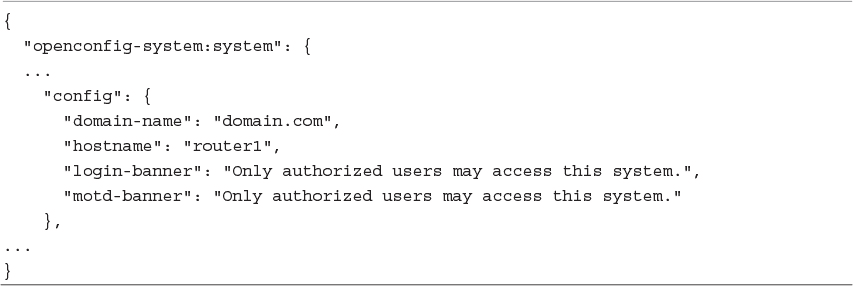 {
  "openconfig-system:system": {
  ...
    "config": {
      "domain-name": "domain.com",
      "hostname": "router1",
      "login-banner": "Only authorized users may access this system.",
      "motd-banner": "Only authorized users may access this system."
    },
...
}